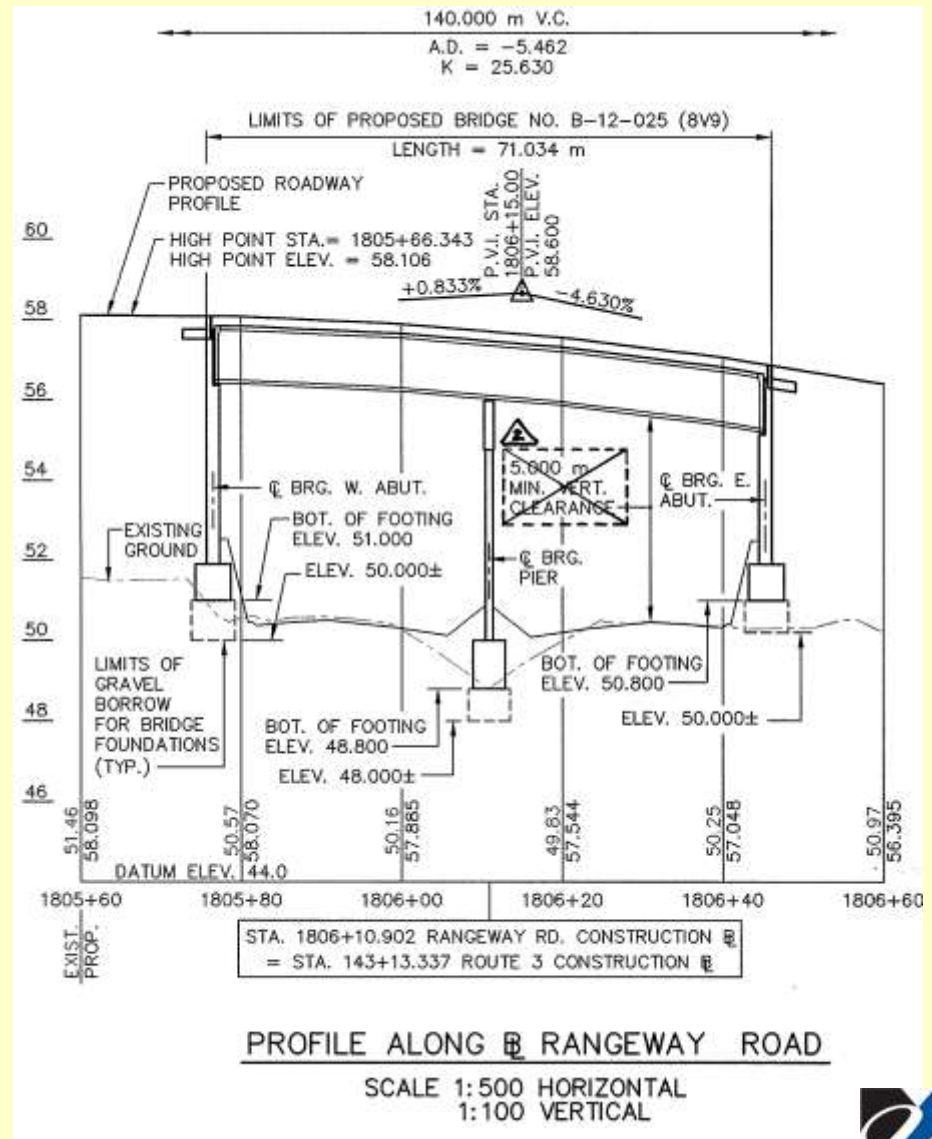 140.000 m V.C.
A.D. = -5.462
K = 25.630
LIMITS OF PROPOSED BRIDGE NO. B-12-025 (8V9)
LENGTH = 71.034 m
PROPOSED ROADWAY
PROFILE
HIGH POINT STA.= 1805+66.343
HIGH POINT ELEV. = 58.106
P.V.I. STA.
1806+15.00
P.V.I. ELEV.
58.600
+0.833%
-4.630%
60
58
56
54
52
50
48
46
2
5.000 m
MIN. VERT.
CLEARANCE
℄ BRG. W. ABUT.
BOT. OF FOOTING
ELEV. 51.000
ELEV. 50.000±
EXISTING
GROUND
℄ BRG.
PIER
℄ BRG. E.
ABUT.
LIMITS OF
GRAVEL
BORROW
FOR BRIDGE
FOUNDATIONS
(TYP.)
BOT. OF FOOTING
ELEV. 48.800
ELEV. 48.000±
BOT. OF FOOTING
ELEV. 50.800
ELEV. 50.000±
51.46
58.098
50.57
58.070
50.16
57.885
49.83
57.544
50.25
57.048
50.97
56.395
DATUM ELEV. 44.0
1805+60
1805+80
1806+00
1806+20
1806+40
1806+60
EXIST.
PROP.
STA. 1806+10.902 RANGEWAY RD. CONSTRUCTION BL
= STA. 143+13.337 ROUTE 3 CONSTRUCTION BL
PROFILE ALONG BL RANGEWAY ROAD
SCALE 1:500 HORIZONTAL
1:100 VERTICAL